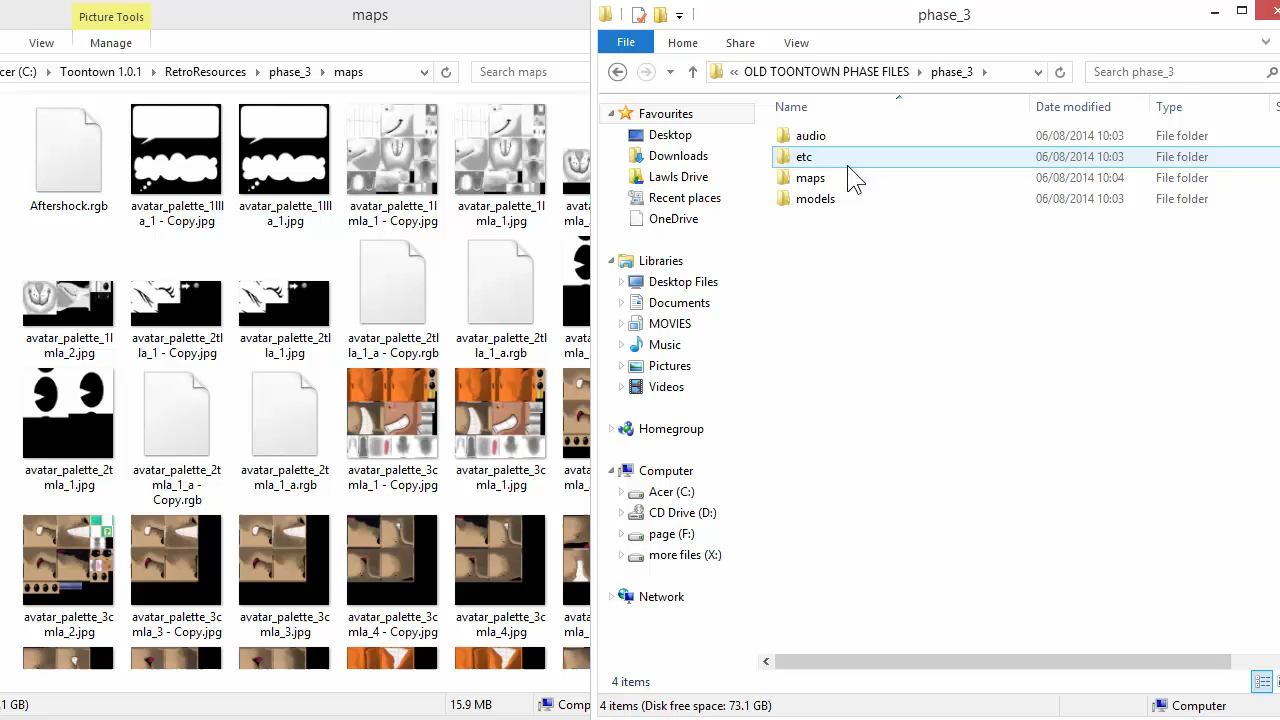 Picture Tools
maps
View
Manage
cer (C:)
Toontown 1.0.1
RetroResources
phase_3
maps
Search maps
Aftershock.rgb
avatar_palette_1lll
a_1 - Copy.jpg
avatar_palette_1lll
a_1.jpg
avatar_palette_1l
mla_1 - Copy.jpg
avatar_palette_1l
mla_1.jpg
avatar_palette_1l
mla_2.jpg
avatar_palette_2tl
la_1 - Copy.jpg
avatar_palette_2tl
la_1.jpg
avatar_palette_2tl
la_1_a - Copy.rgb
avatar_palette_2tl
la_1_a.rgb
avatar_palette_2t
mla_1.jpg
avatar_palette_2t
mla_1_a -
Copy.rgb
avatar_palette_2t
mla_1_a.rgb
avatar_palette_3c
mla_1 - Copy.jpg
avatar_palette_3c
mla_1.jpg
avatar_palette_3c
mla_2.jpg
avatar_palette_3c
mla_3 - Copy.jpg
avatar_palette_3c
mla_3.jpg
avatar_palette_3c
mla_4 - Copy.jpg
avatar_palette_3c
mla_4.jpg
.1 GB)
15.9 MB
Comp
phase_3
File
Home
Share
View
« OLD TOONTOWN PHASE FILES
phase_3
Search phase_3
Favourites
Desktop
Downloads
Lawls Drive
Recent places
OneDrive
Libraries
Desktop Files
Documents
MOVIES
Music
Pictures
Videos
Homegroup
Computer
Acer (C:)
CD Drive (D:)
page (F:)
more files (X:)
Network
Name
Date modified
Type
S
audio
06/08/2014 10:03
File folder
etc
06/08/2014 10:03
File folder
maps
06/08/2014 10:04
File folder
models
06/08/2014 10:03
File folder
4 items
4 items (Disk free space: 73.1 GB)
Computer